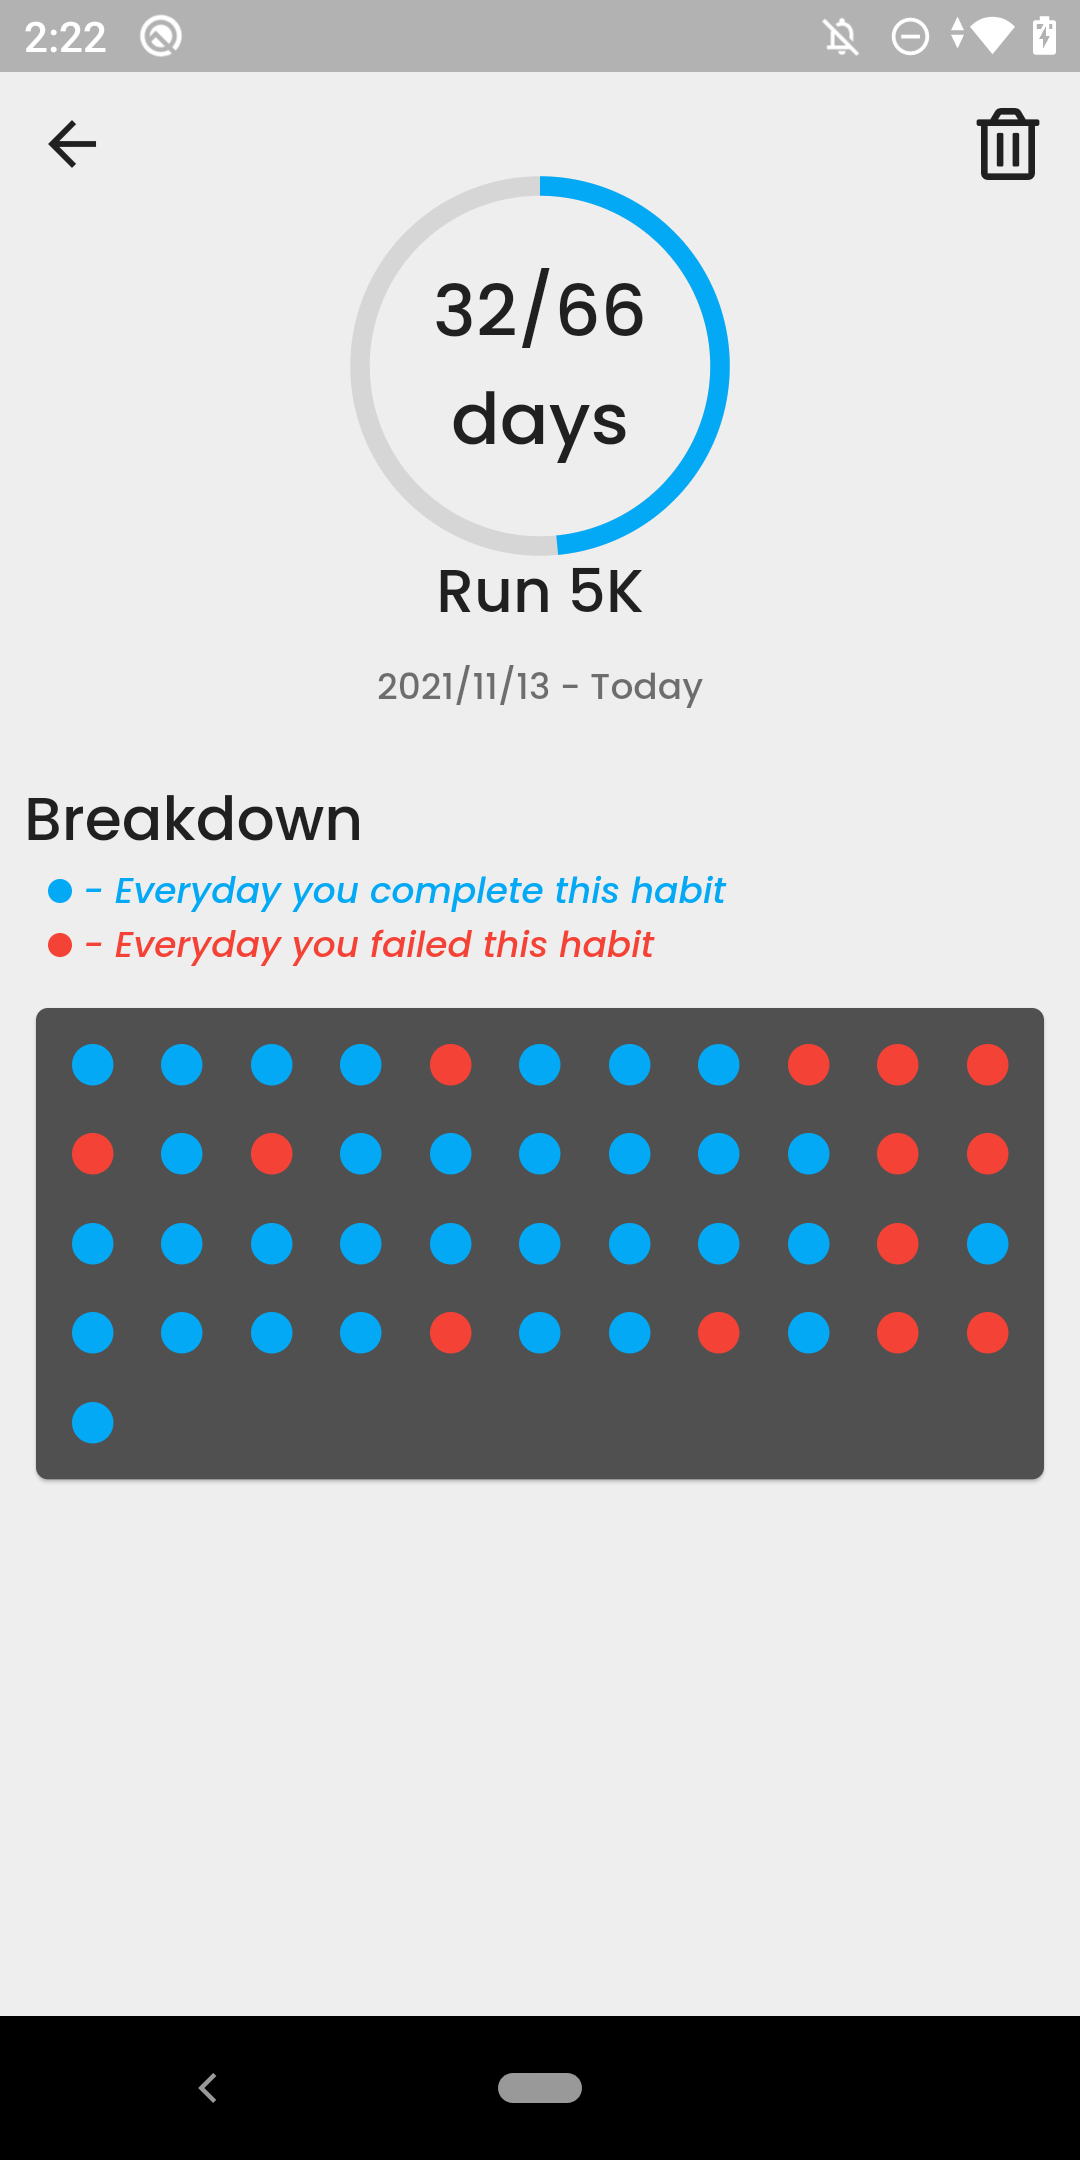 2:22
32/66
days
Run 5K
2021/11/13 - Today
Breakdown
- Everyday you complete this habit
- Everyday you failed this habit